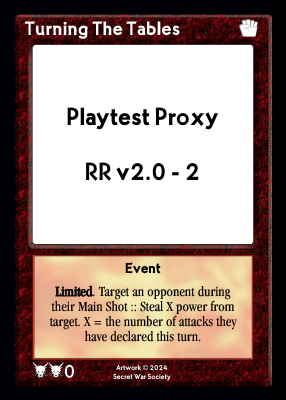 Turning The Tables
Playtest Proxy
RR v2.0 - 2
Event
Limited. Target an opponent during
their Main Shot :: Steal X power from
target. X = the number of attacks they
have declared this turn.
0
Artwork © 2024
Secret War Society